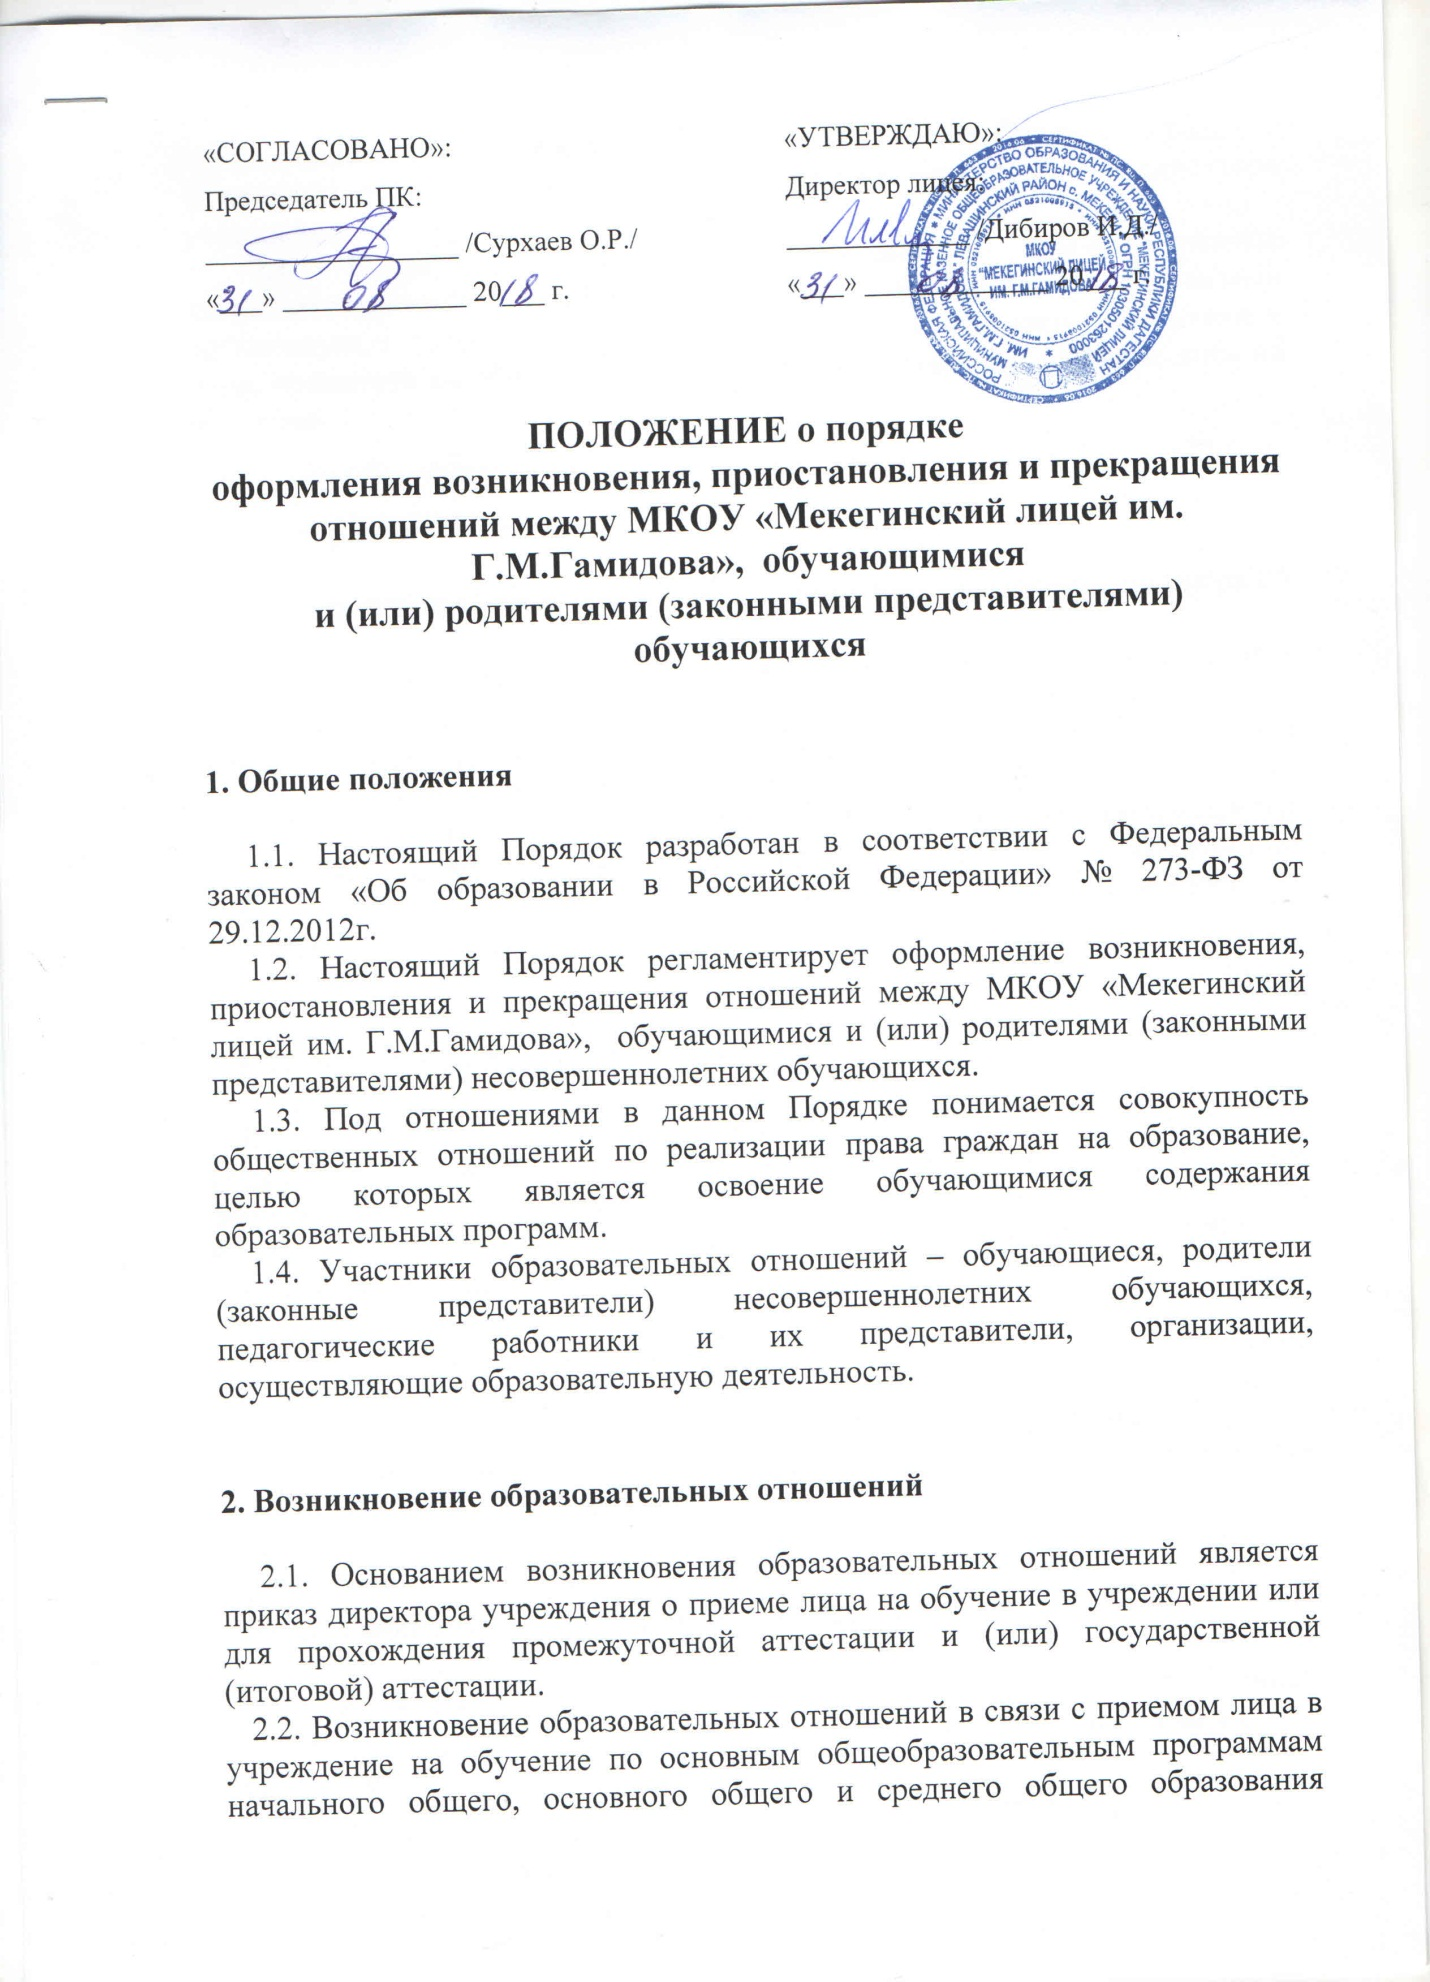 «СОГЛАСОВАНО»:
Председатель ПК:
/Сурхаев О.Р./
«31» 08 2018 г.
«УТВЕРЖДАЮ»:
Директор лицея:
/Дибиров И.Д./
«31» 08 2018 г.
МКОУ
"МЕКЕГИНСКИЙ ЛИЦЕЙ
ИМ. Г.М.ГАМИДОВА"
ПОЛОЖЕНИЕ о порядке
оформления возникновения, приостановления и прекращения
отношений между МКОУ «Мекегинский лицей им.
Г.М.Гамидова», обучающимися
и (или) родителями (законными представителями)
обучающихся
1. Общие положения
1.1. Настоящий Порядок разработан в соответствии с Федеральным
законом «Об образовании в Российской Федерации» № 273-ФЗ от
29.12.2012г.
1.2. Настоящий Порядок регламентирует оформление возникновения,
приостановления и прекращения отношений между МКОУ «Мекегинский
лицей им. Г.М.Гамидова», обучающимися и (или) родителями (законными
представителями) несовершеннолетних обучающихся.
1.3. Под отношениями в данном Порядке понимается совокупность
общественных отношений по реализации права граждан на образование,
целью которых является освоение обучающимися содержания
образовательных программ.
1.4. Участники образовательных отношений – обучающиеся, родители
(законные представители) несовершеннолетних обучающихся,
педагогические работники и их представители, организации,
осуществляющие образовательную деятельность.
2. Возникновение образовательных отношений
2.1. Основанием возникновения образовательных отношений является
приказ директора учреждения о приеме лица на обучение в учреждении или
для прохождения промежуточной аттестации и (или) государственной
(итоговой) аттестации.
2.2. Возникновение образовательных отношений в связи с приемом лица в
учреждение на обучение по основным общеобразовательным программам
начального общего, основного общего и среднего общего образования